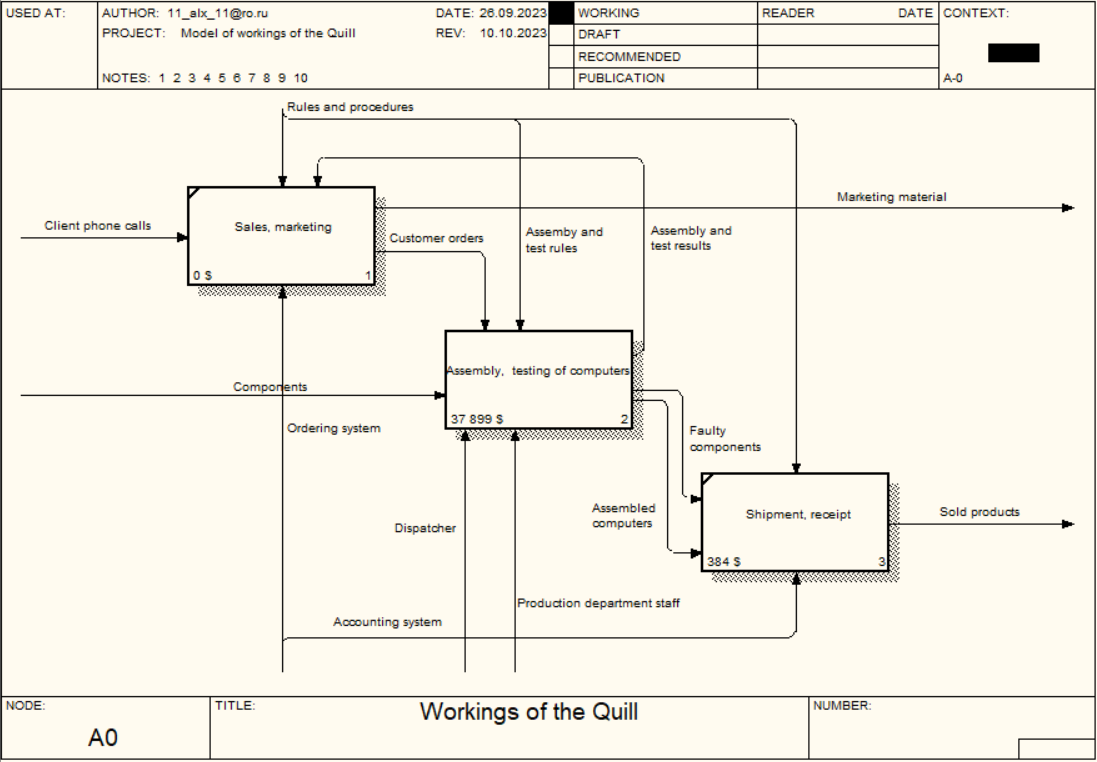 USED AT:
AUTHOR: 11_alx_11@ro.ru
DATE: 26.09.2023
WORKING
READER
DATE
CONTEXT:
PROJECT: Model of workings of the Quill
REV: 10.10.2023
DRAFT
RECOMMENDED
NOTES: 1 2 3 4 5 6 7 8 9 10
PUBLICATION
A-0
Rules and procedures
Client phone calls
Sales, marketing
0 $
1
Marketing material
Customer orders
Assemby and
test rules
Assembly and
test results
Components
Assembly, testing of computers
37 899 $
2
Ordering system
Faulty
components
Dispatcher
Assembled
computers
Shipment, receipt
384 $
3
Sold products
Production department staff
Accounting system
NODE:
A0
TITLE:
Workings of the Quill
NUMBER: